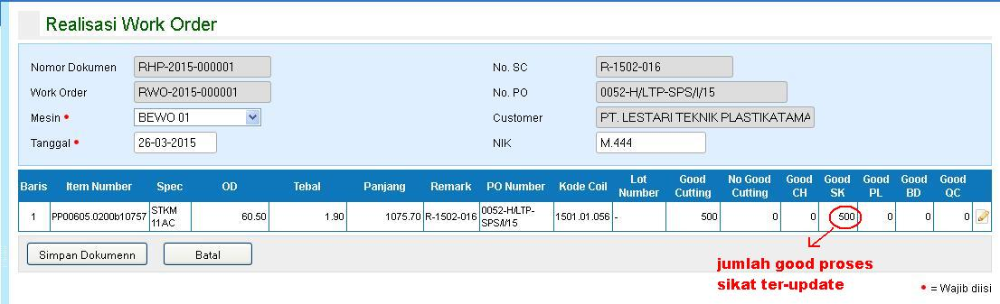 Realisasi Work Order
Nomor Dokumen RHP-2015-000001 No. SC R-1502-016
Work Order RWO-2015-000001 No. PO 0052-H/LTP-SPS/I/15
Mesin • BEWO 01 Customer PT. LESTARI TEKNIK PLASTIKATAMA
Tanggal • 26-03-2015 NIK M.444
Baris Item Number Spec OD Tebal Panjang Remark PO Number Kode Coil Lot Number Good Cutting No Good Cutting Good CH Good SK Good PL Good BD Good QC
1 PP00605.0200b10757 STKM 11AC 60.50 1.90 1075.70 R-1502-016 0052-H/LTP-SPS/I/15 1501.01.056 - 500 0 0 500 0 0 0
Simpan Dokumenn Batal
jumlah good proses
sikat ter-update
• = Wajib diisi